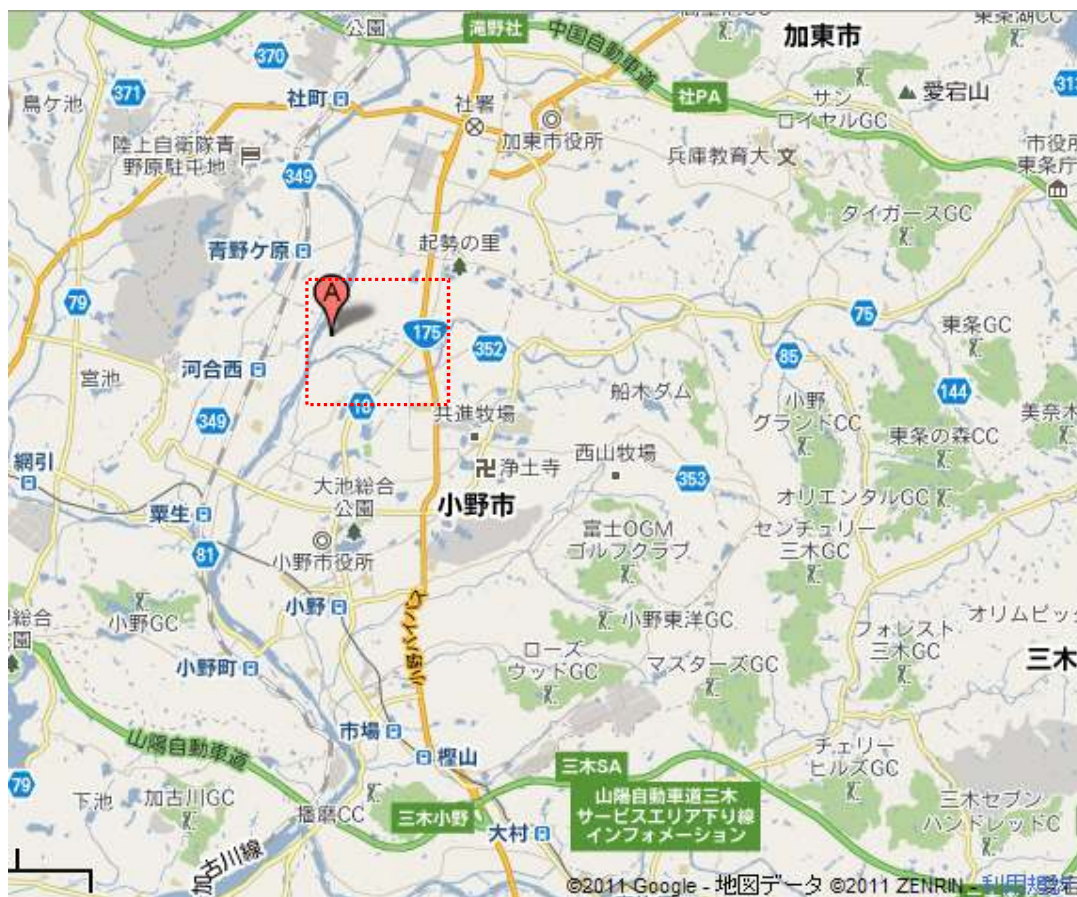 公園
滝野社
中国自動車道
加東市
東条湖CC
370
371
鳥ケ池
社町
社署
加東市役所
社PA
サン
ロイヤルGC
愛宕山
313
陸上自衛隊青
野原駐屯地
兵庫教育大
市役所
東条庁
349
タイガースGC
青野ケ原
起勢の里
A
79
75
175
352
東条GC
85
河合西
宮池
船木ダム
144
小野
グランドCC
349
共進牧場
美奈木
東条の森CC
網引
浄土寺
西山牧場
353
大池総合
公園
小野市
オリエンタルGC
粟生
富士OGM
ゴルフクラブ
センチュリー
三木GC
81
小野市役所
小野
小野GC
総合
園
小野東洋GC
オリムピック
フォレスト
三木GC
小野町
ローズ
ウッドGC
マスターズGC
三木
市場
山陽自動車道
樫山
三木SA
チェリー
ヒルズGC
79
下池
加古川GC
播磨CC
三木小野
山陽自動車道三木
サービスエリア下り線
インフォメーション
三木セブン
ハンドレッドC
大村
加古川線
©2011 Google - 地図データ ©2011 ZENRIN - 利用規約